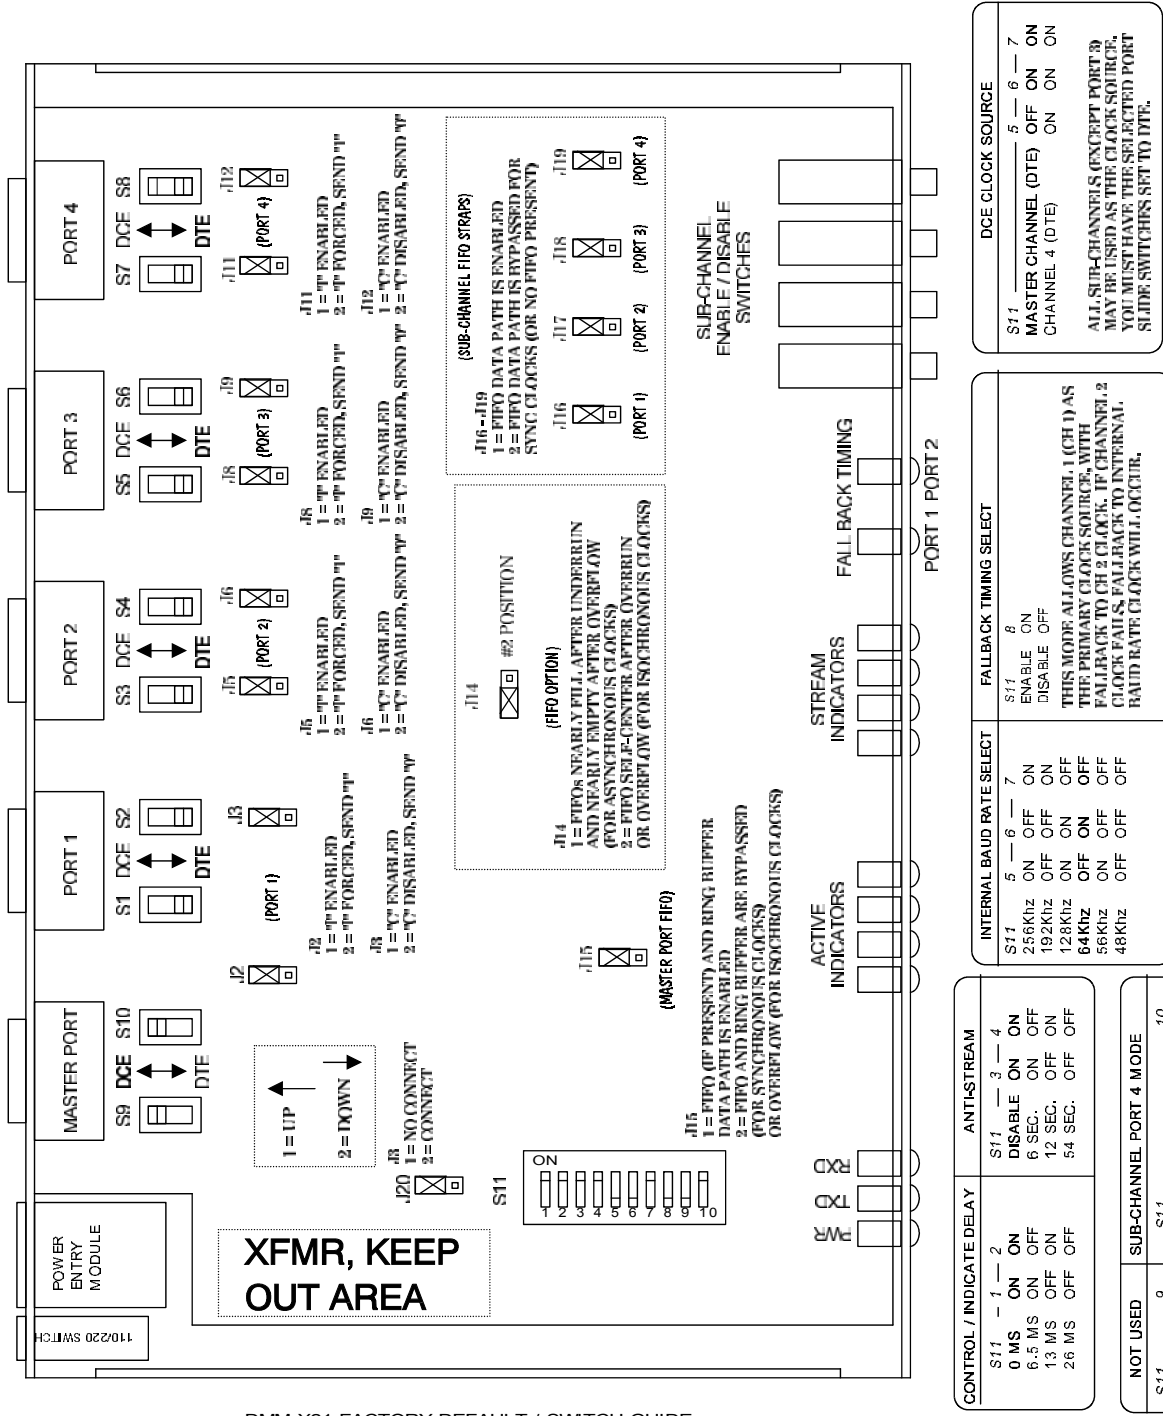 POWER
ENTRY
MODULE
110/220 SWITCH
MASTER PORT
S9 DCE DTE S10
PORT 1
S1 DCE DTE S2
PORT 2
S3 DCE DTE S4
PORT 3
S5 DCE DTE S6
PORT 4
S7 DCE DTE S8
XFMR, KEEP
OUT AREA
1 = UP
2 = DOWN
J20
J3
1 = NO CONNECT
2 = CONNECT
J2 (PORT 1) J3
J2
1 = "T" ENABLED
2 = "T" FORCED, SEND "1"
J3
1 = "C" ENABLED
2 = "C" DISABLED, SEND "0"
J5 (PORT 2) J6
J5
1 = "T" ENABLED
2 = "T" FORCED, SEND "1"
J6
1 = "C" ENABLED
2 = "C" DISABLED, SEND "0"
J8 (PORT 3) J9
J8
1 = "T" ENABLED
2 = "T" FORCED, SEND "1"
J9
1 = "C" ENABLED
2 = "C" DISABLED, SEND "0"
J11 (PORT 4) J12
J11
1 = "T" ENABLED
2 = "T" FORCED, SEND "1"
J12
1 = "C" ENABLED
2 = "C" DISABLED, SEND "0"
S11
ON
1 2 3 4 5 6 7 8 9 10
J15
(MASTER PORT FIFO)
J15
1 = FIFO (IF PRESENT) AND RING BUFFER
DATA PATH IS ENABLED
2 = FIFO AND RING BUFFER ARE BYPASSED
(FOR SYNCHRONOUS CLOCKS)
OR OVERFLOW (FOR ISOCHRONOUS CLOCKS)
J14 #2 POSITION
(FIFO OPTION)
J14
1 = FIFOs NEARLY FILL AFTER UNDERRUN
AND NEARLY EMPTY AFTER OVERFLOW
(FOR ASYNCHRONOUS CLOCKS)
2 = FIFO SELF-CENTER AFTER OVERRUN
OR OVERFLOW (FOR ISOCHRONOUS CLOCKS)
(SUB-CHANNEL FIFO STRAPS)
J16 - J19
1 = FIFO DATA PATH IS ENABLED
2 = FIFO DATA PATH IS BYPASSED FOR
SYNC CLOCKS (OR NO FIFO PRESENT)
J16 J17 J18 J19
(PORT 1) (PORT 2) (PORT 3) (PORT 4)
PWR TXD RXD
ACTIVE
INDICATORS
STREAM
INDICATORS
FALL BACK TIMING
PORT 1 PORT 2
SUB-CHANNEL
ENABLE / DISABLE
SWITCHES
CONTROL / INDICATE DELAY
S11 — 1 — 2
0 MS ON ON
6.5 MS ON OFF
13 MS OFF ON
26 MS OFF OFF
ANTI-STREAM
S11 — 3 — 4
DISABLE ON ON
6 SEC. ON OFF
12 SEC. OFF ON
54 SEC. OFF OFF
NOT USED
S11 9
SUB-CHANNEL PORT 4 MODE
S11 10
INTERNAL BAUD RATE SELECT
S11 5 — 6 — 7
256Khz ON OFF ON
192Khz OFF OFF ON
128Khz ON ON OFF
64Khz OFF ON OFF
56Khz ON OFF OFF
48Khz OFF OFF OFF
FALLBACK TIMING SELECT
S11 8
ENABLE ON
DISABLE OFF
THIS MODE ALLOWS CHANNEL 1 (CH 1) AS
THE PRIMARY CLOCK SOURCE, WITH
FALLBACK TO CH 2 CLOCK. IF CHANNEL 2
CLOCK FAILS, FALLBACK TO INTERNAL
BAUD RATE CLOCK WILL OCCUR.
DCE CLOCK SOURCE
S11 5 — 6 — 7
MASTER CHANNEL (DTE) OFF ON ON
CHANNEL 4 (DTE) ON ON ON
ALL SUB-CHANNELS (EXCEPT PORT 3)
MAY BE USED AS THE CLOCK SOURCE.
YOU MUST HAVE THE SELECTED PORT
SLIDE SWITCHES SET TO DTE.